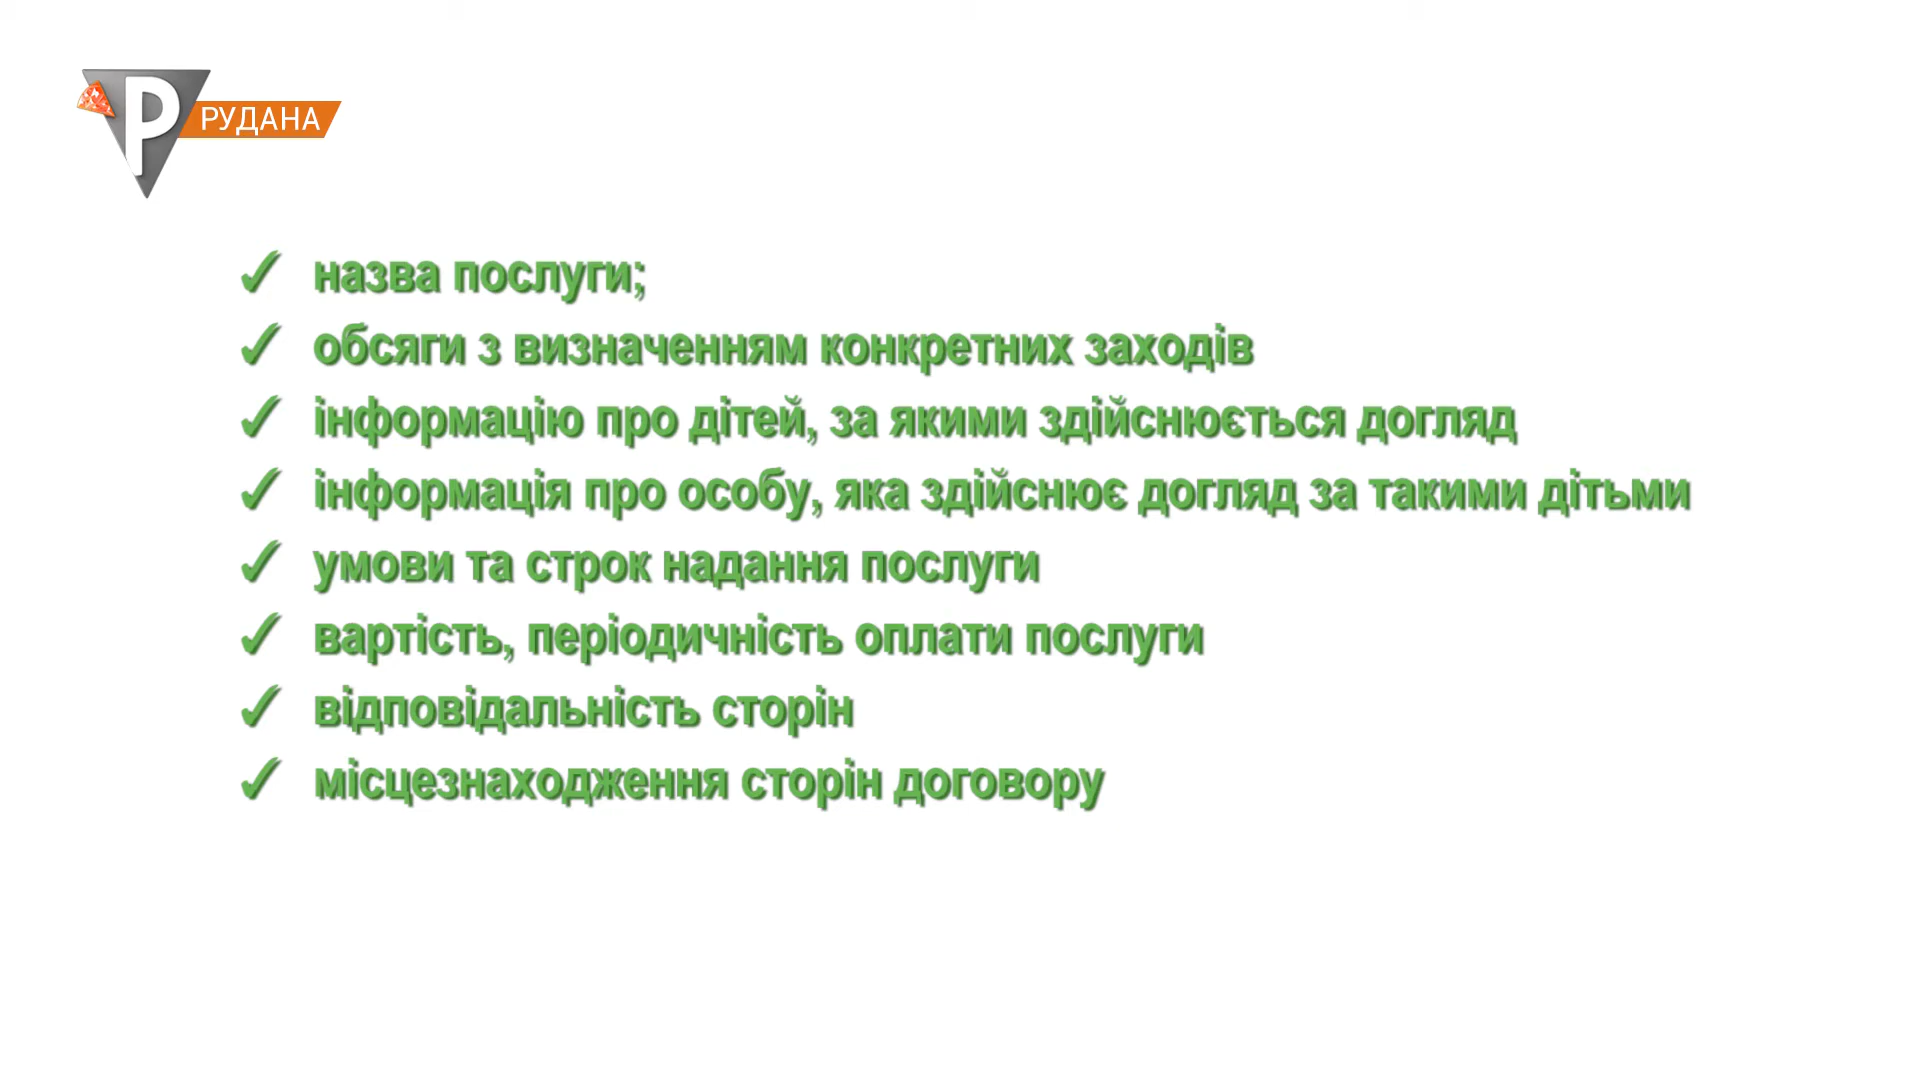 Р РУДАНА
✓ назва послуги;
✓ обсяги з визначенням конкретних заходів
✓ інформацію про дітей, за якими здійснюється догляд
✓ інформація про особу, яка здійснює догляд за такими дітьми
✓ умови та строк надання послуги
✓ вартість, періодичність оплати послуги
✓ відповідальність сторін
✓ місцезнаходження сторін договору